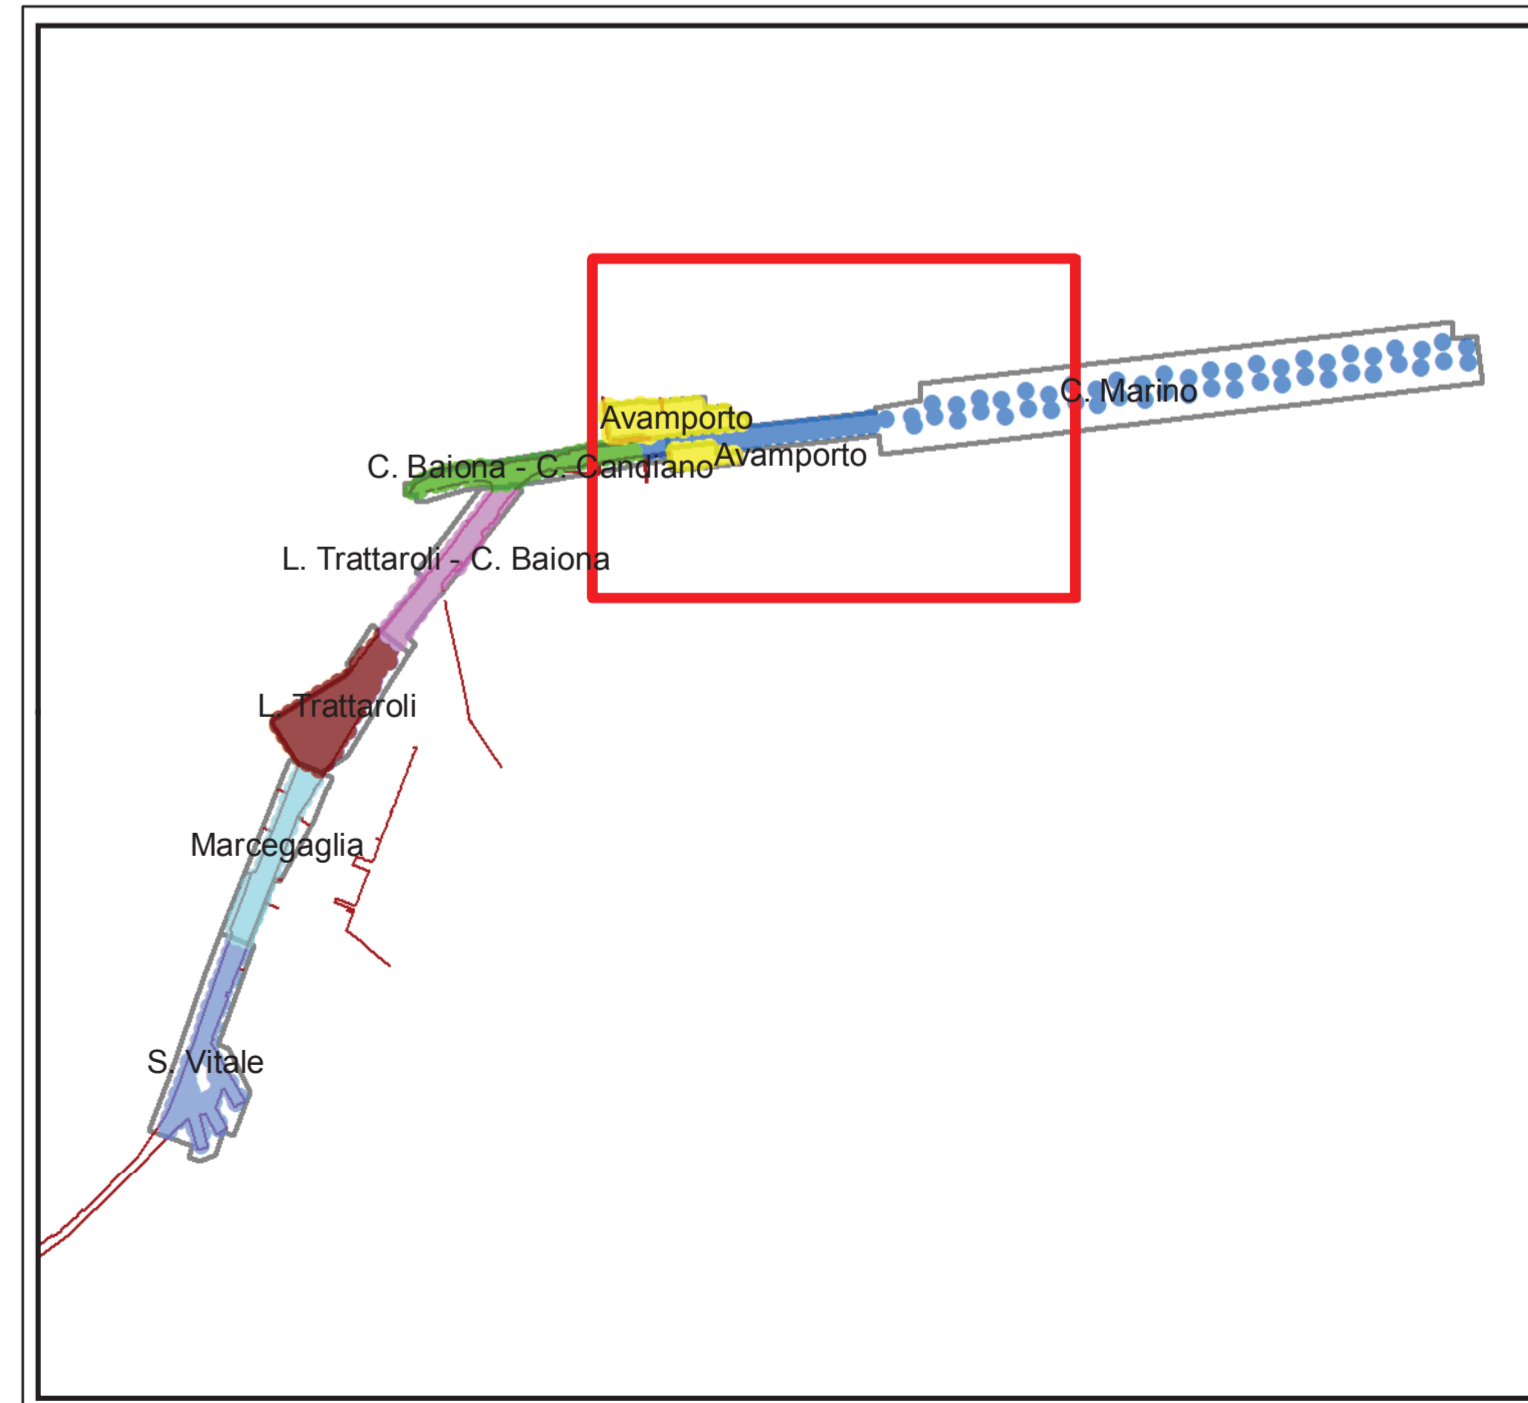 C. Marino
Avamporto
Avamporto
C. Baiona - C. Candiano
L. Trattaroli - C. Baiona
L. Trattaroli
Marcegaglia
S. Vitale